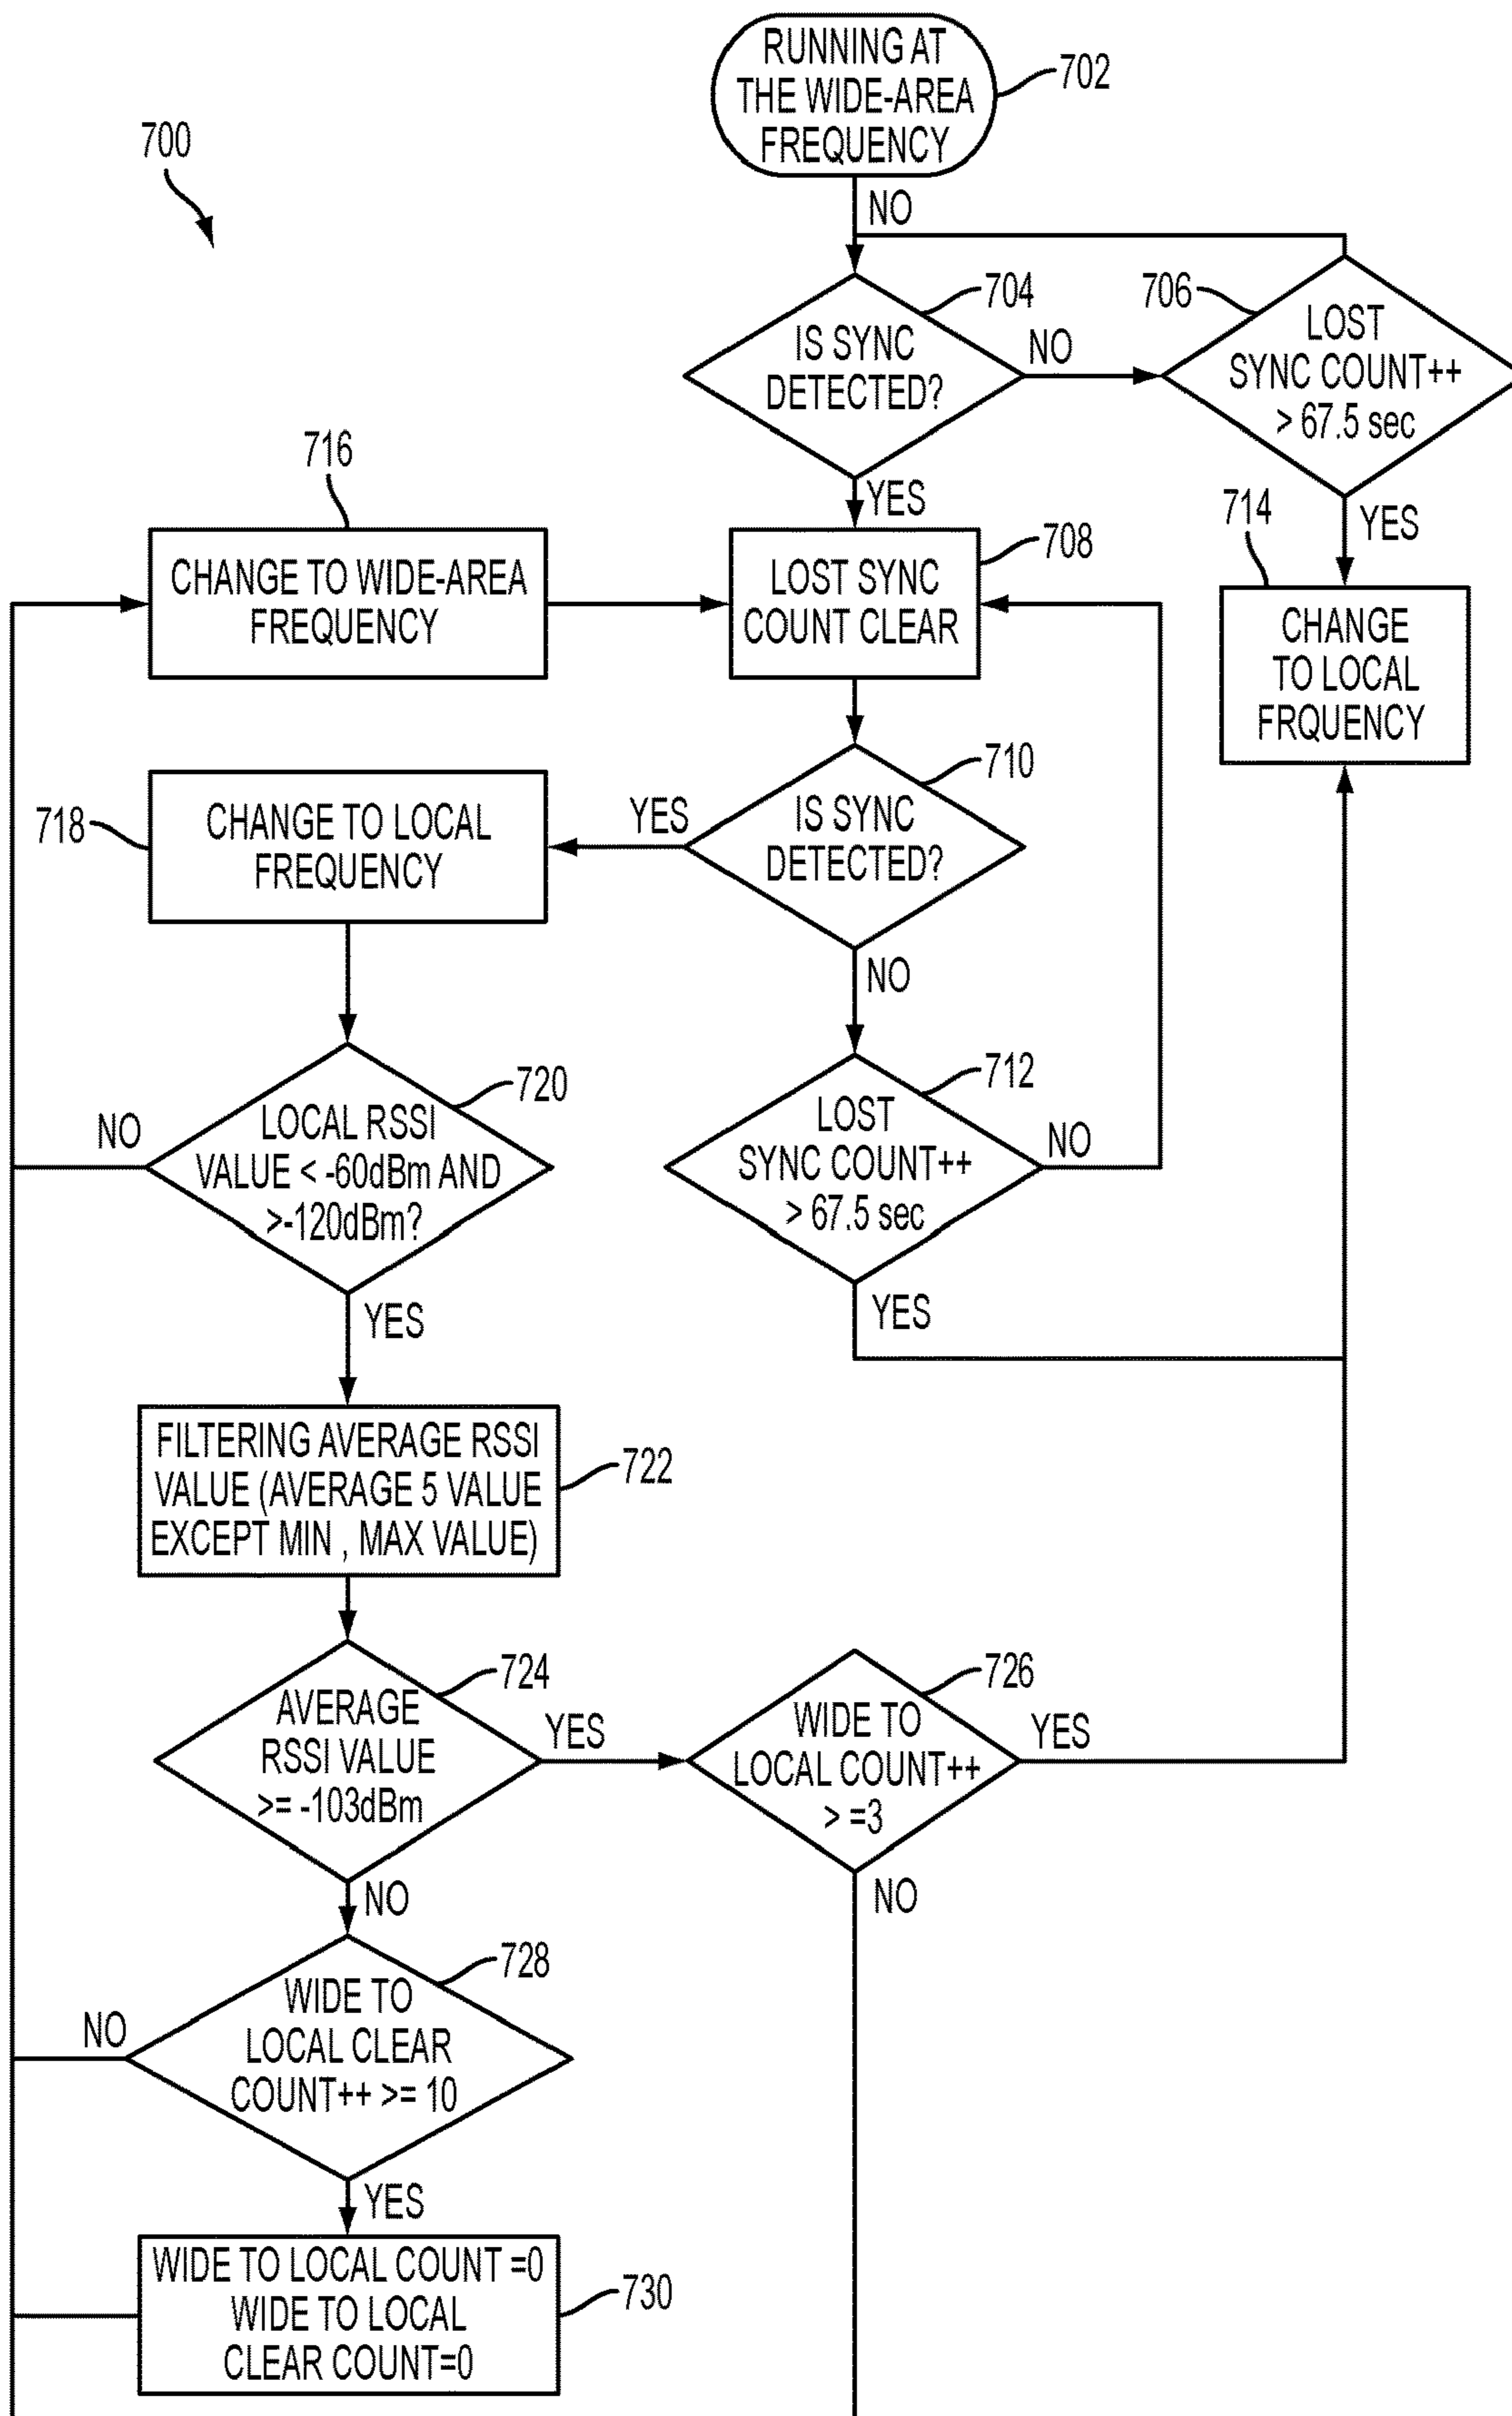 RUNNING AT
THE WIDE-AREA
FREQUENCY
702
700
NO
704
706
IS SYNC
DETECTED?
NO
LOST
SYNC COUNT++
> 67.5 sec
YES
YES
716
708
714
CHANGE TO WIDE-AREA
FREQUENCY
LOST SYNC
COUNT CLEAR
CHANGE
TO LOCAL
FRQUENCY
710
718
CHANGE TO LOCAL
FREQUENCY
YES
IS SYNC
DETECTED?
NO
720
712
NO
LOCAL RSSI
VALUE < -60dBm AND
>-120dBm?
LOST
SYNC COUNT++
> 67.5 sec
NO
YES
YES
FILTERING AVERAGE RSSI
VALUE (AVERAGE 5 VALUE
EXCEPT MIN , MAX VALUE)
722
724
726
AVERAGE
RSSI VALUE
>= -103dBm
YES
WIDE TO
LOCAL COUNT++
> =3
YES
NO
NO
728
NO
WIDE TO
LOCAL CLEAR
COUNT++ >= 10
YES
WIDE TO LOCAL COUNT =0
WIDE TO LOCAL
CLEAR COUNT=0
730